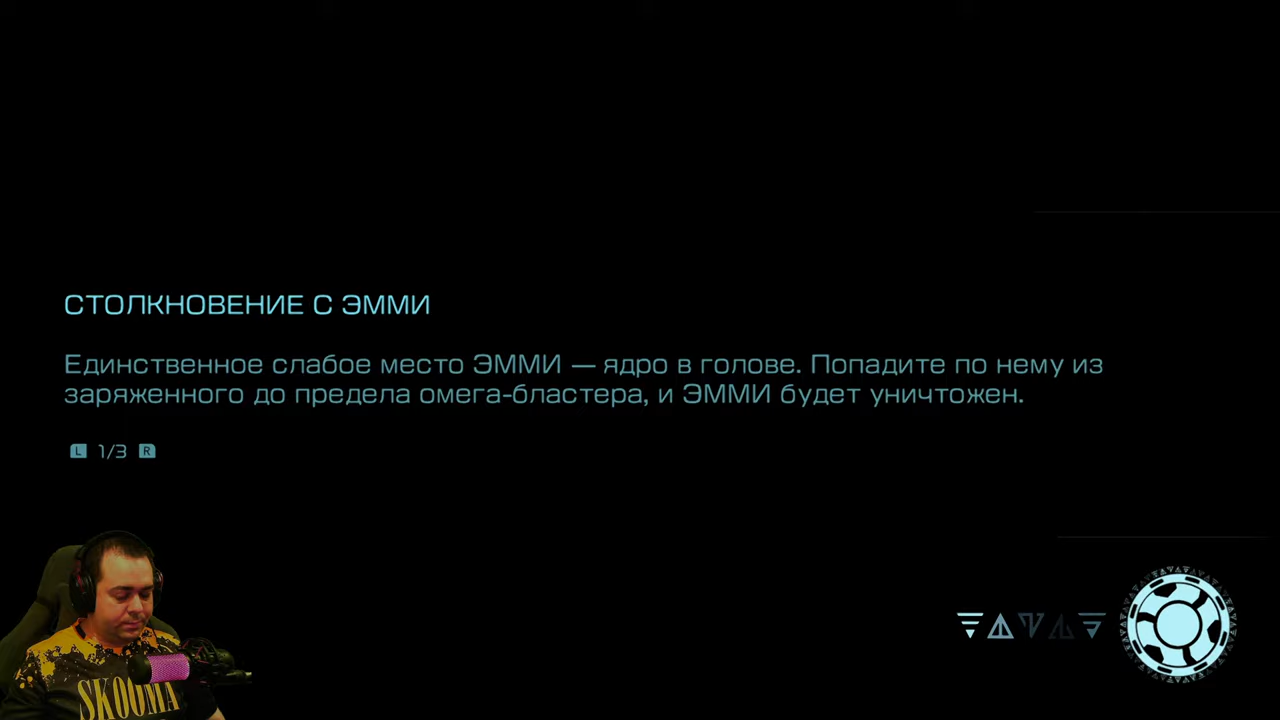 СТОЛКНОВЕНИЕ С ЭММИ
Единственное слабое место ЭММИ — ядро в голове. Попадите по нему из
заряженного до предела омега-бластера, и ЭММИ будет уничтожен.
L 1/3 R
SKOOMA